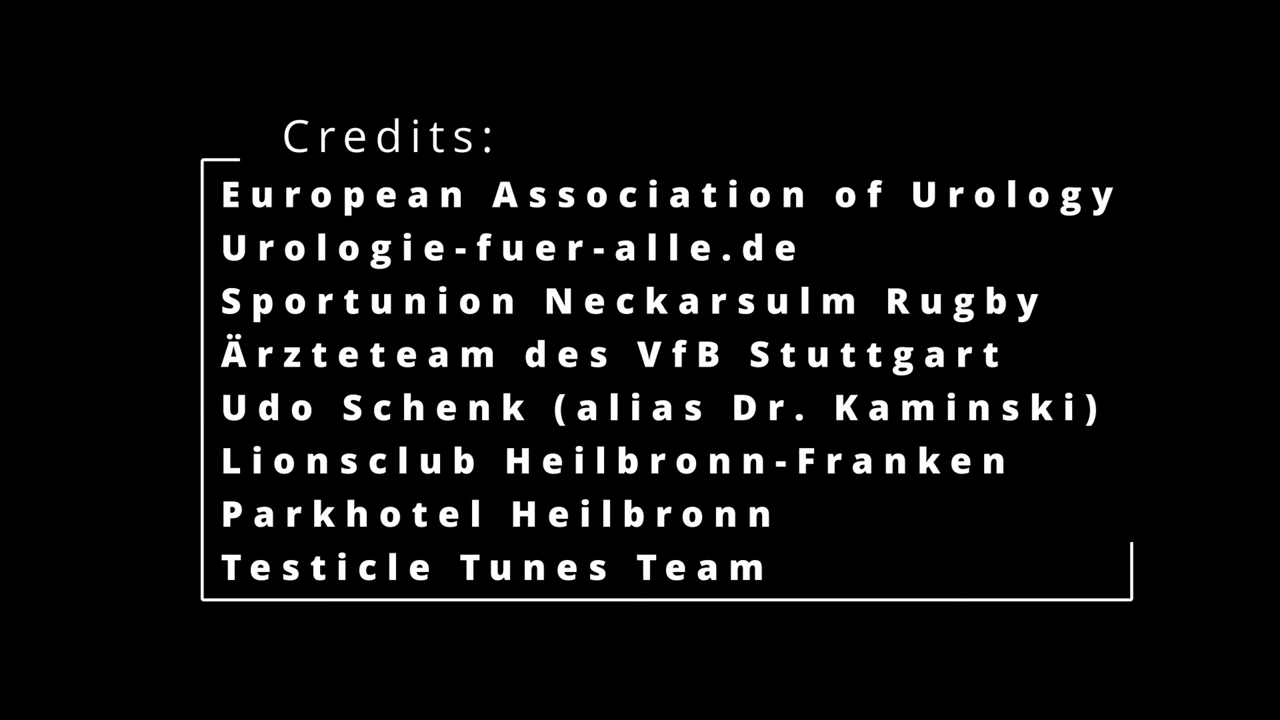 Credits:
European Association of Urology
Urologie-fuer-alle.de
Sportunion Neckarsulm Rugby
Ärzteteam des VfB Stuttgart
Udo Schenk (alias Dr. Kaminski)
Lionsclub Heilbronn-Franken
Parkhotel Heilbronn
Testicle Tunes Team